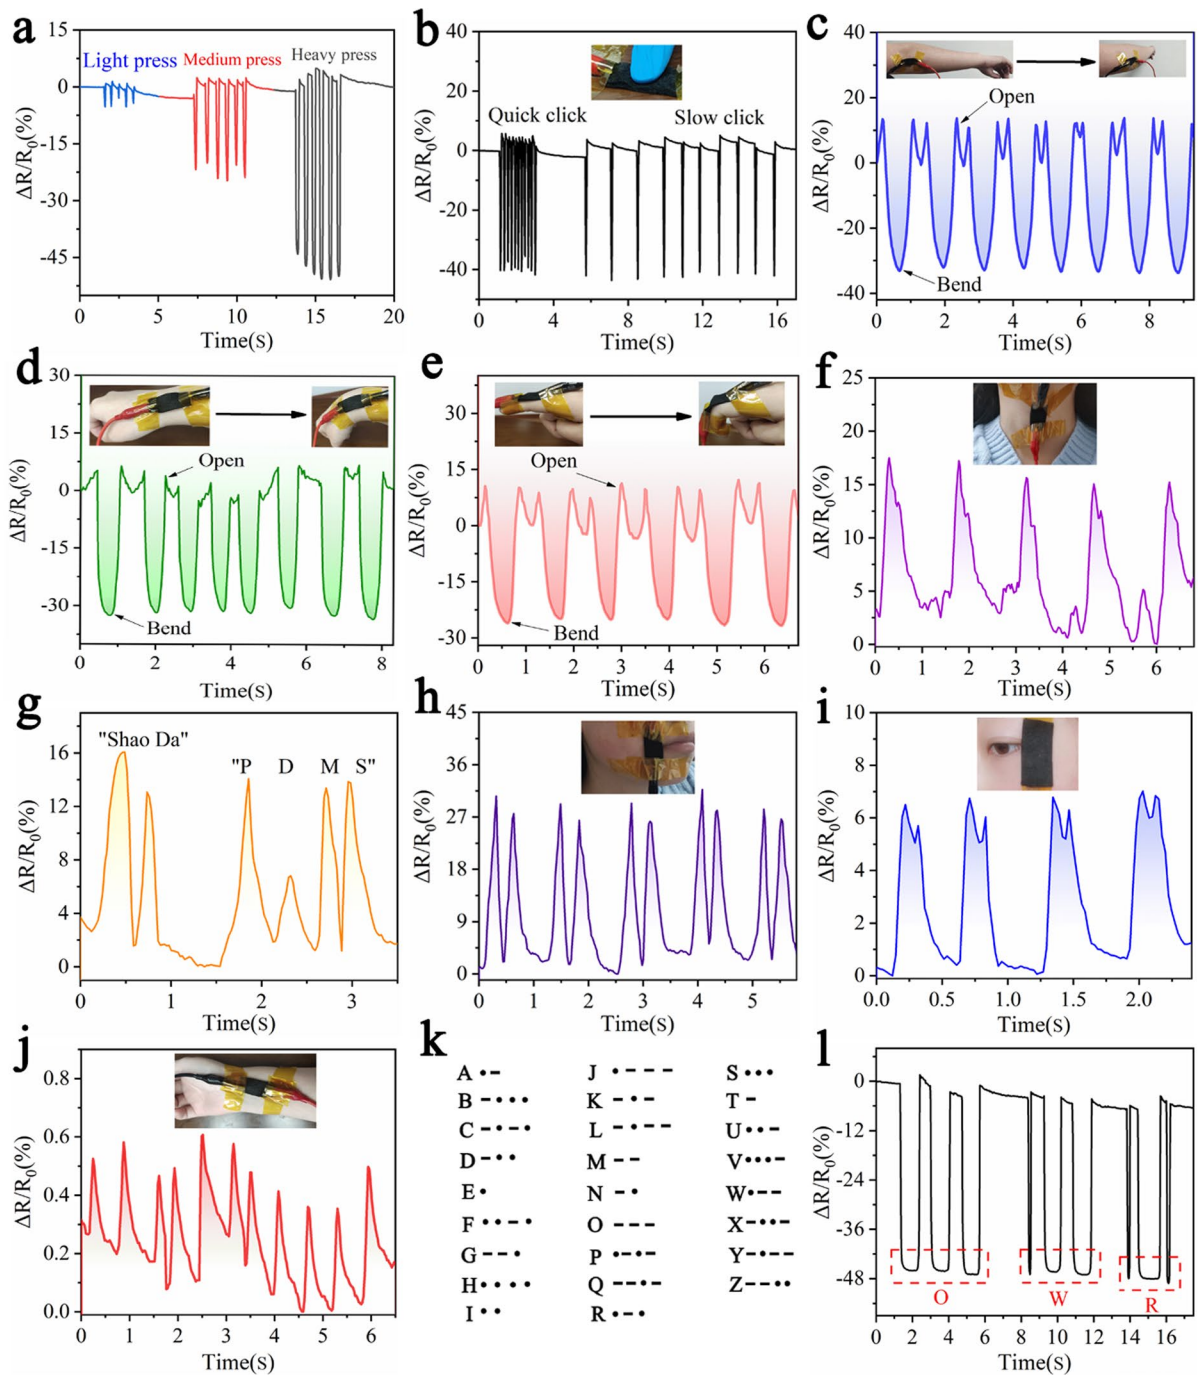 a
15
0
-15
-30
-45
ΔR/R0(%)
Light press
Medium press
Heavy press
0 5 10 15 20
Time(S)
b
40
20
0
-20
-40
ΔR/R0(%)
Quick click
Slow click
0 4 8 12 16
Time(S)
c
40
20
0
-20
-40
ΔR/R0(%)
Open
Bend
0 2 4 6 8
Time(S)
d
30
15
0
-15
-30
ΔR/R0(%)
Open
Bend
0 2 4 6 8
Time(S)
e
30
15
0
-15
-30
ΔR/R0(%)
Open
Bend
0 1 2 3 4 5 6
Time(S)
f
25
20
15
10
5
0
ΔR/R0(%)
0 1 2 3 4 5 6
Time(S)
g
16
12
8
4
0
ΔR/R0(%)
"Shao Da"
"P D M S"
0 1 2 3
Time(S)
h
45
36
27
18
9
0
ΔR/R0(%)
0 1 2 3 4 5
Time(S)
i
10
8
6
4
2
0
ΔR/R0(%)
0.0 0.5 1.0 1.5 2.0
Time(S)
j
0.8
0.6
0.4
0.2
0.0
ΔR/R0(%)
0 1 2 3 4 5 6
Time(S)
k
A
B
C
D
E
F
G
H
I
J
K
L
M
N
O
P
Q
R
S
T
U
V
W
X
Y
Z
l
0
-12
-24
-36
-48
ΔR/R0(%)
O
W
R
0 2 4 6 8 10 12 14 16
Time(S)